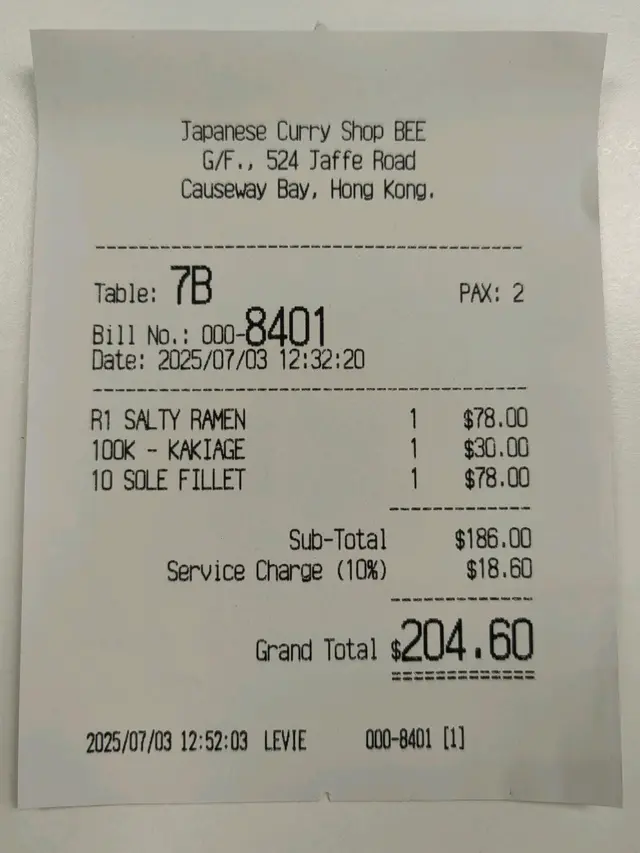 Japanese Curry Shop BEE
G/F., 524 Jaffe Road
Causeway Bay, Hong Kong.
Table: 7B PAX: 2
Bill No.: 000-8401
Date: 2025/07/03 12:32:20
R1 SALTY RAMEN 1 $78.00
100K - KAKIAGE 1 $30.00
10 SOLE FILLET 1 $78.00
Sub-Total $186.00
Service Charge (10%) $18.60
Grand Total $204.60
2025/07/03 12:52:03 LEVIE 000-8401 [1]